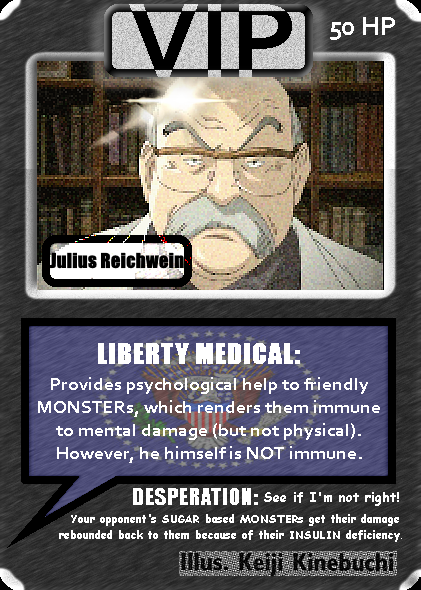 VIP
50 HP
Julius Reichwein
LIBERTY MEDICAL:
Provides psychological help to friendly
MONSTERs, which renders them immune
to mental damage (but not physical).
However, he himself is NOT immune.
DESPERATION: See if I'm not right!
Your opponent's SUGAR based MONSTERs get their damage
rebounded back to them because of their INSULIN deficiency.
Illus. Keiji Kinebuchi